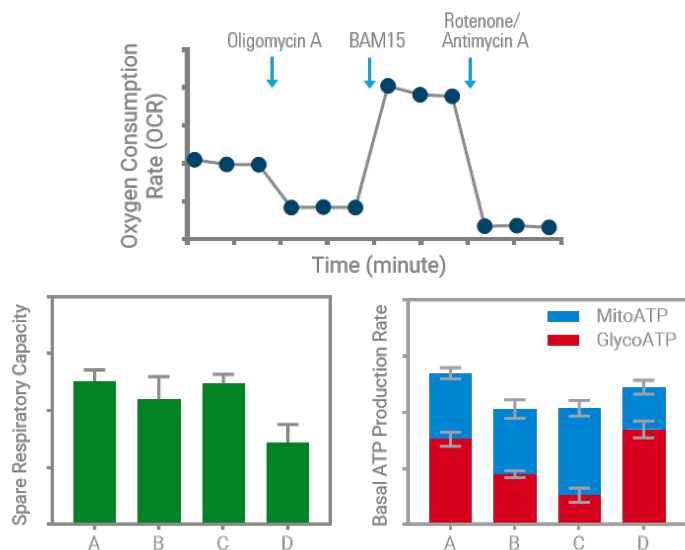 Oligomycin A
BAM15
Rotenone/
Antimycin A
Oxygen Consumption
Rate (OCR)
Time (minute)
Spare Respiratory Capacity
A
B
C
D
Basal ATP Production Rate
MitoATP
GlycoATP
A
B
C
D